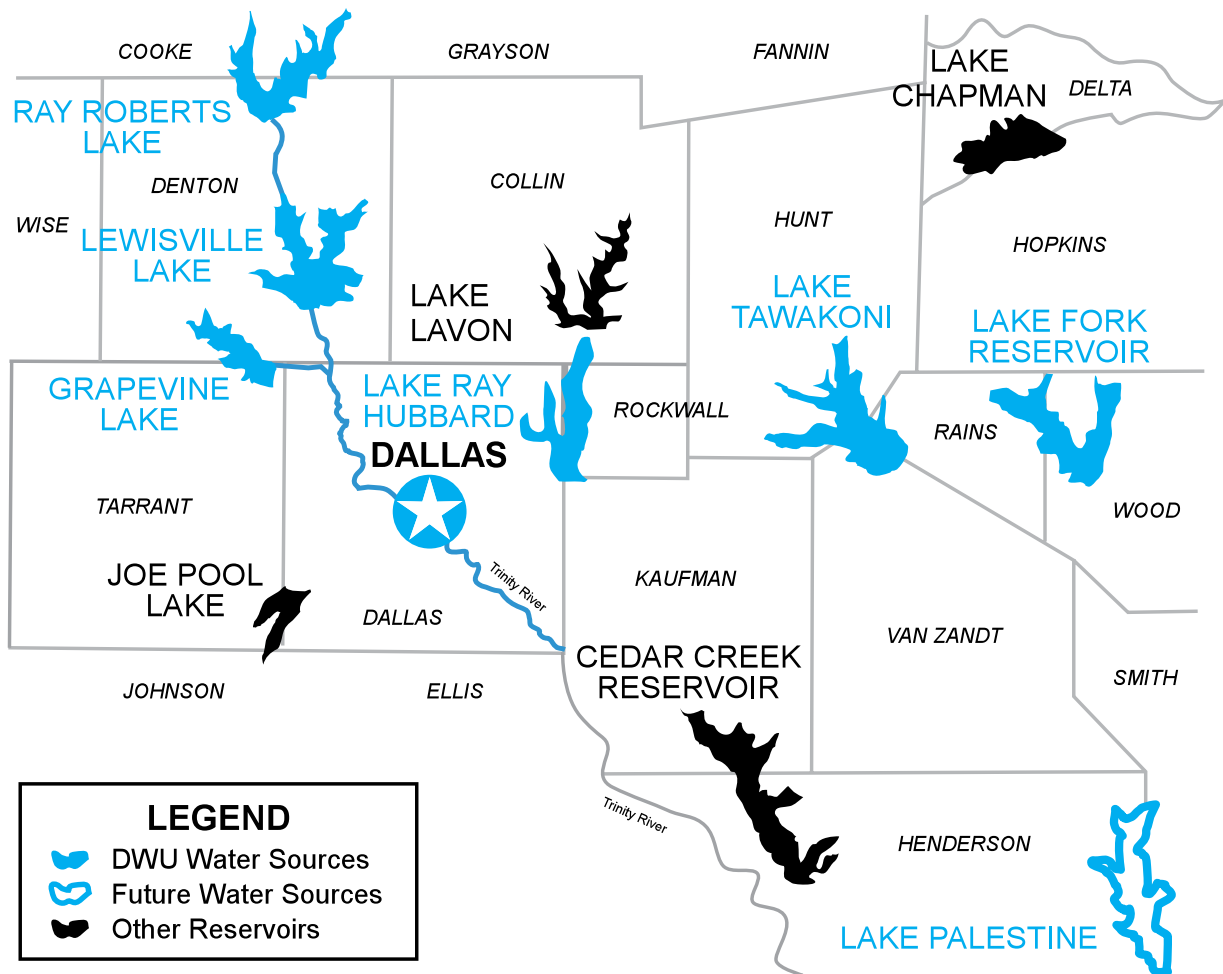 COOKE
GRAYSON
FANNIN
LAKE
CHAPMAN
DELTA
RAY ROBERTS
LAKE
DENTON
COLLIN
WISE
HUNT
HOPKINS
LEWISVILLE
LAKE
LAKE
LAVON
LAKE
TAWAKONI
LAKE FORK
RESERVOIR
GRAPEVINE
LAKE
LAKE RAY
HUBBARD
ROCKWALL
RAINS
DALLAS
TARRANT
WOOD
JOE POOL
LAKE
Trinity River
KAUFMAN
DALLAS
VAN ZANDT
CEDAR CREEK
RESERVOIR
SMITH
JOHNSON
ELLIS
Trinity River
HENDERSON
LAKE PALESTINE
LEGEND
DWU Water Sources
Future Water Sources
Other Reservoirs